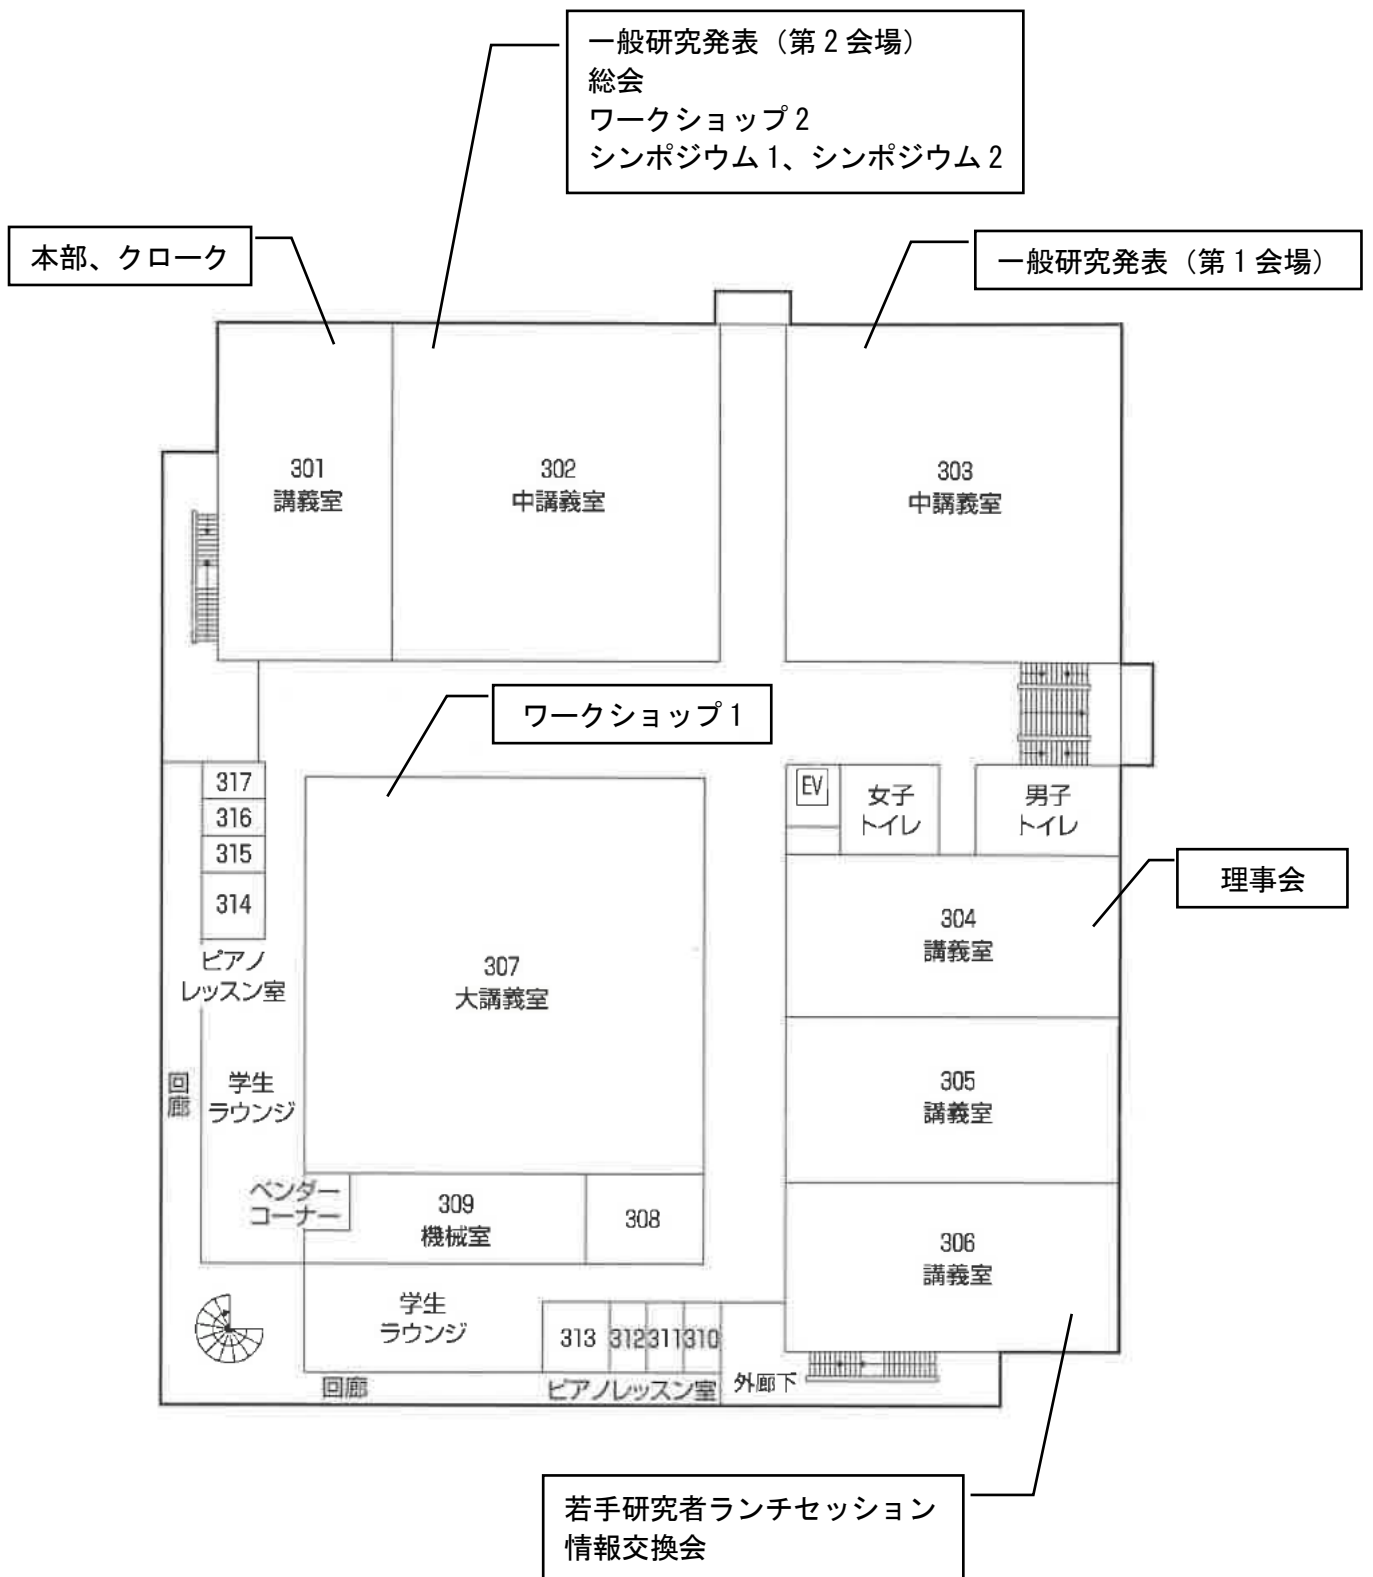 一般研究発表（第2会場）
総会
ワークショップ2
シンポジウム1、シンポジウム2
本部、クローク
一般研究発表（第1会場）
301
講義室
302
中講義室
303
中講義室
ワークショップ1
317
316
315
314
ピアノ
レッスン室
EV
女子
トイレ
男子
トイレ
理事会
304
講義室
307
大講義室
305
講義室
回廊
学生
ラウンジ
ベンダー
コーナー
309
機械室
308
306
講義室
学生
ラウンジ
313
312
311
310
回廊
ピアノレッスン室
外廊下
若手研究者ランチセッション
情報交換会